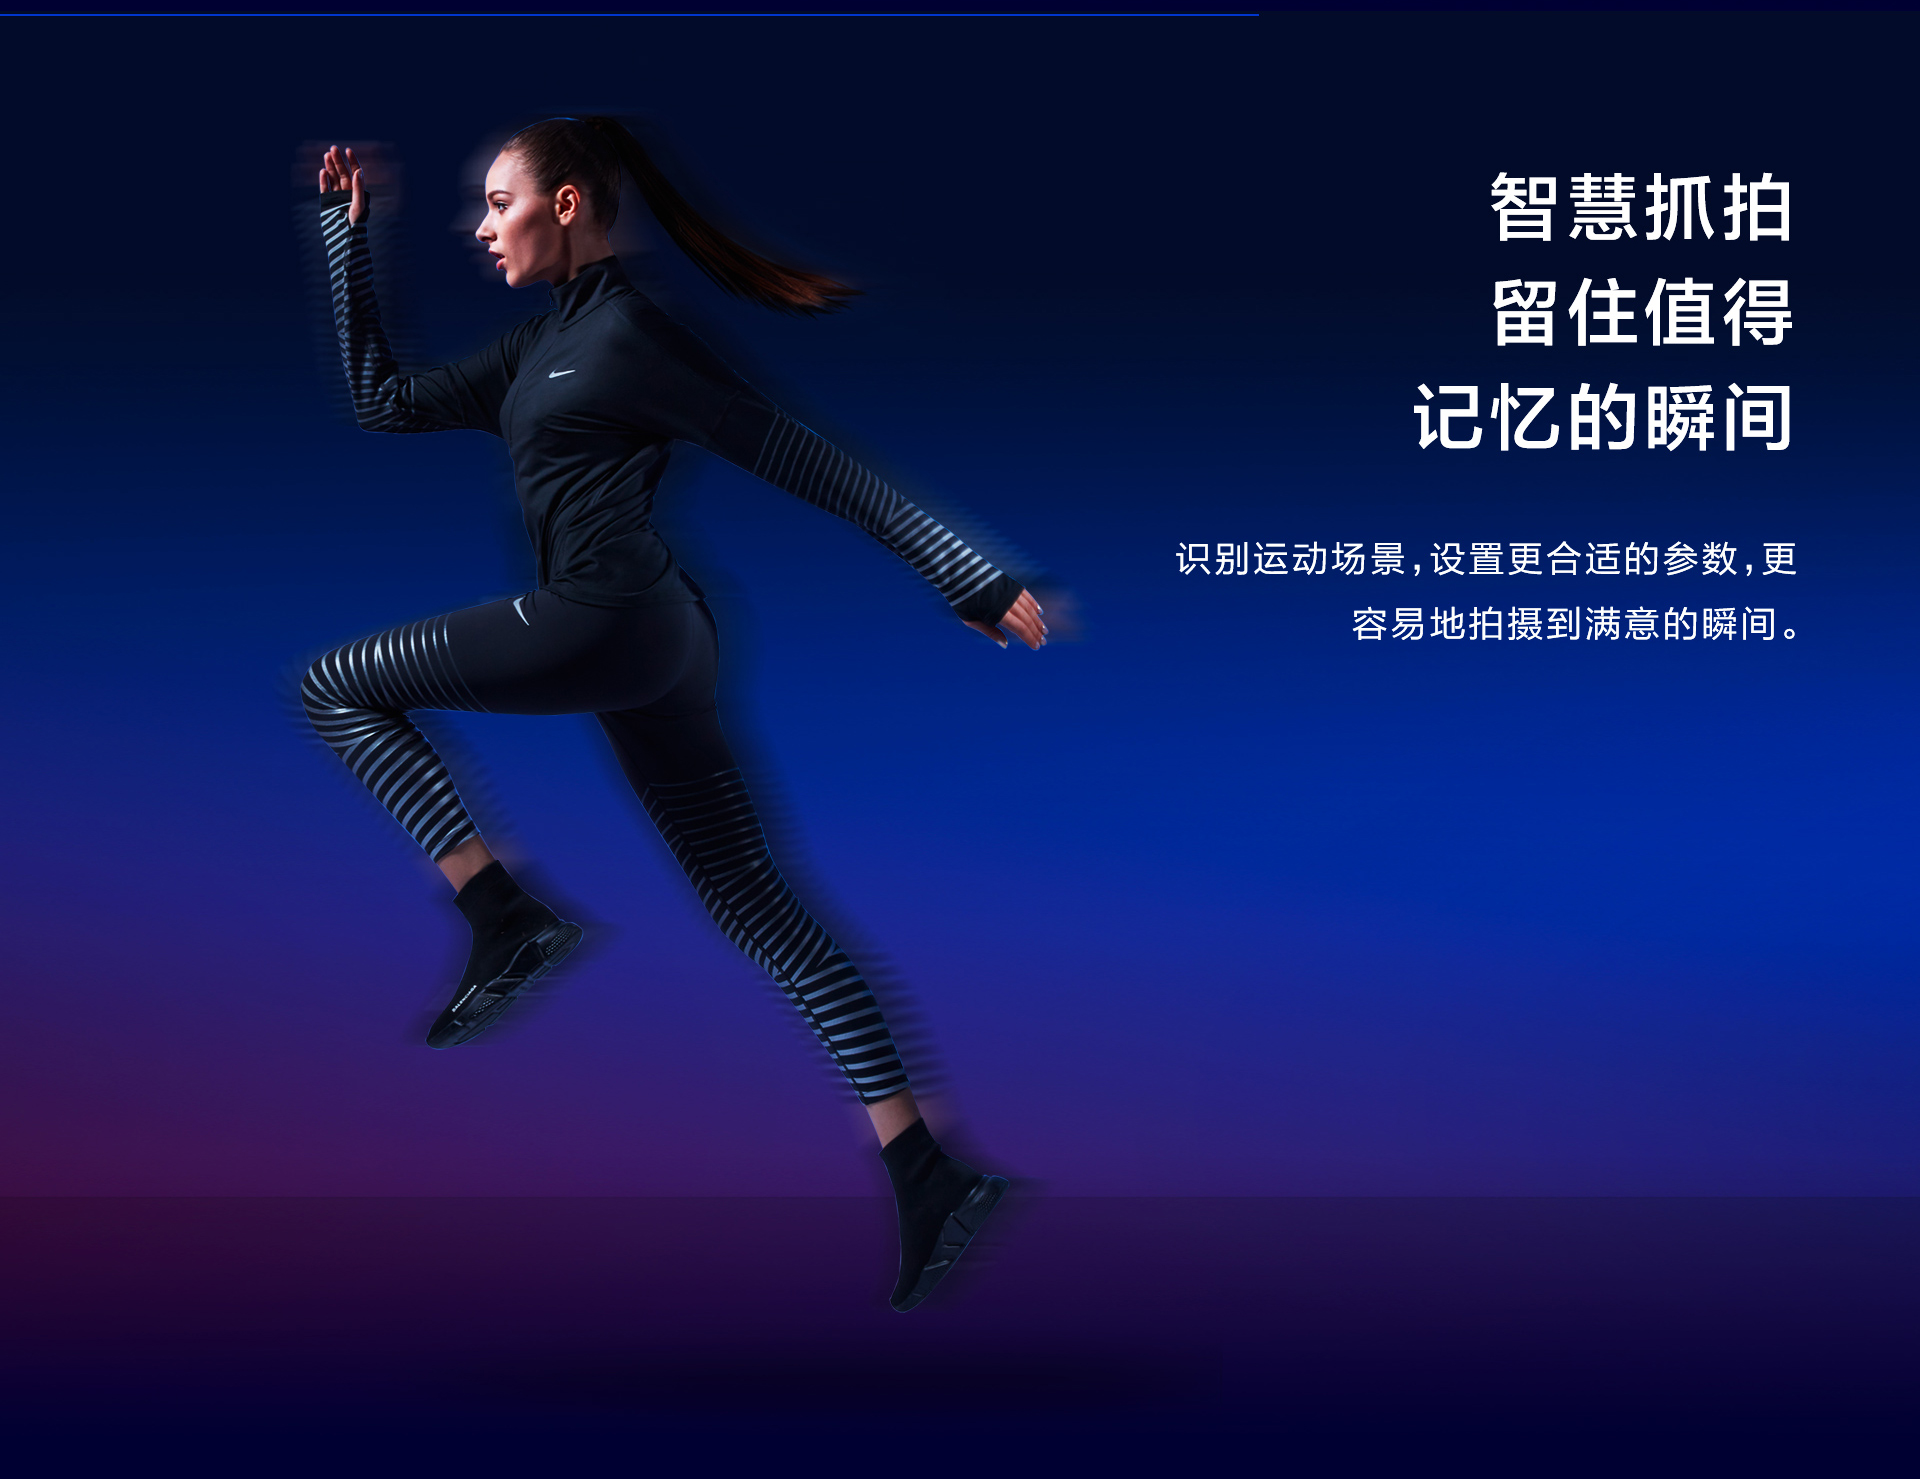 智慧抓拍
留住值得
记忆的瞬间
识别运动场景，设置更合适的参数，更
容易地拍摄到满意的瞬间。
BALENCIAGA